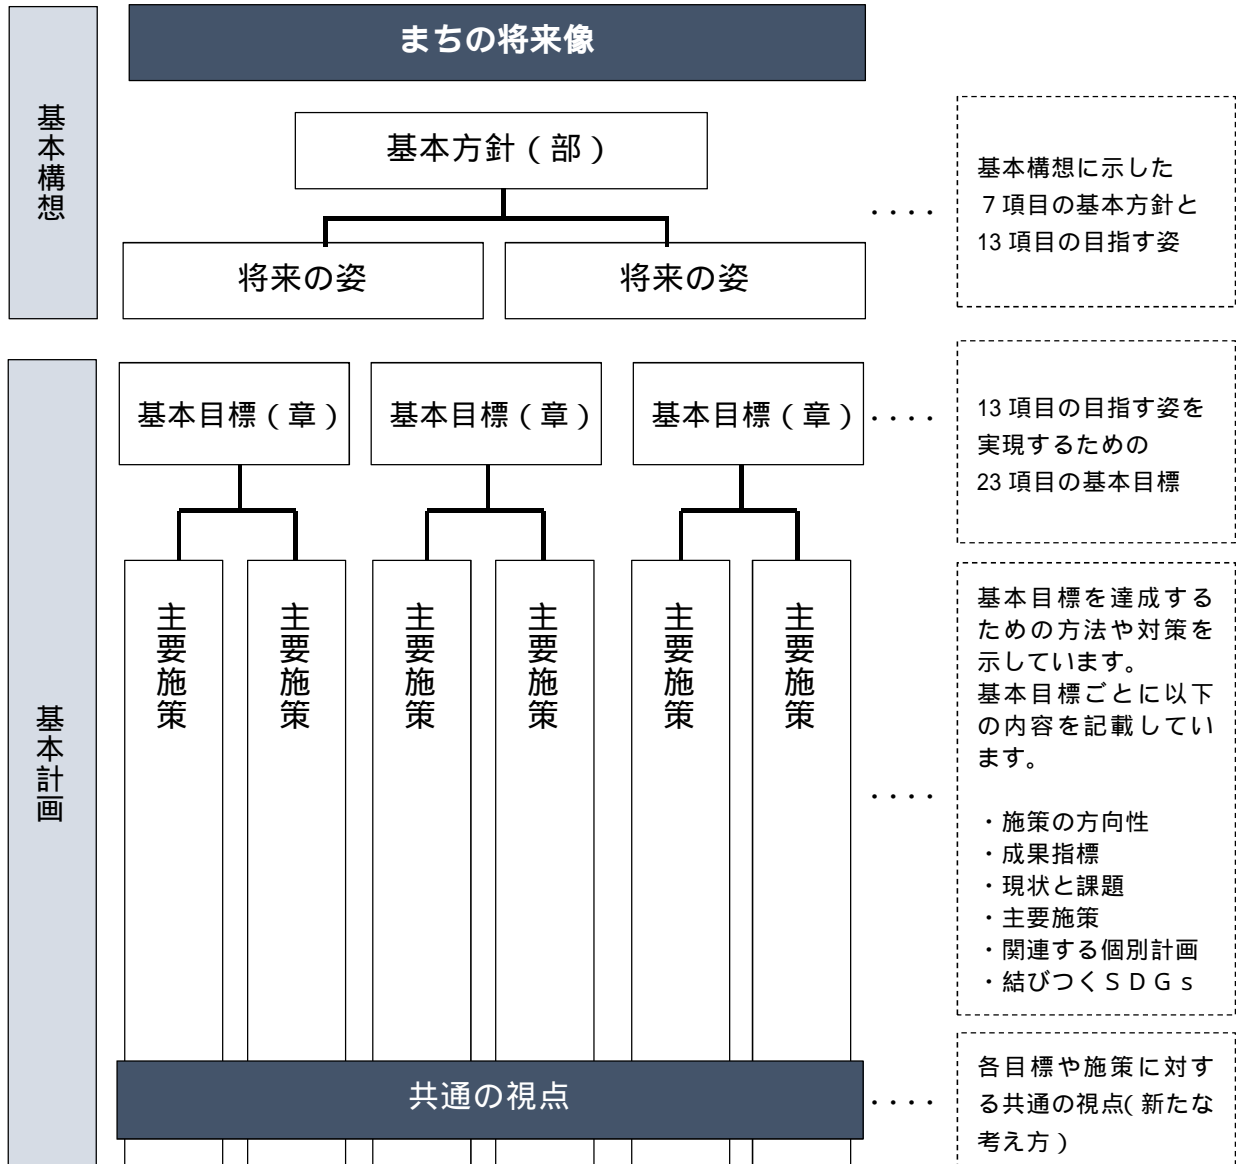 まちの将来像
基本構想
基本方針（部）
将来の姿
将来の姿
・・・・
基本構想に示した
７項目の基本方針と
13 項目の目指す姿
基本計画
基本目標（章）
基本目標（章）
基本目標（章）
・・・・
13 項目の目指す姿を
実現するための
23 項目の基本目標
主要施策
主要施策
主要施策
主要施策
主要施策
主要施策
・・・・
基本目標を達成する
ための方法や対策を
示しています。
基本目標ごとに以下
の内容を記載してい
ます。
・施策の方向性
・成果指標
・現状と課題
・主要施策
・関連する個別計画
・結びつくＳＤＧｓ
共通の視点
・・・・
各目標や施策に対す
る共通の視点（新たな
考え方）